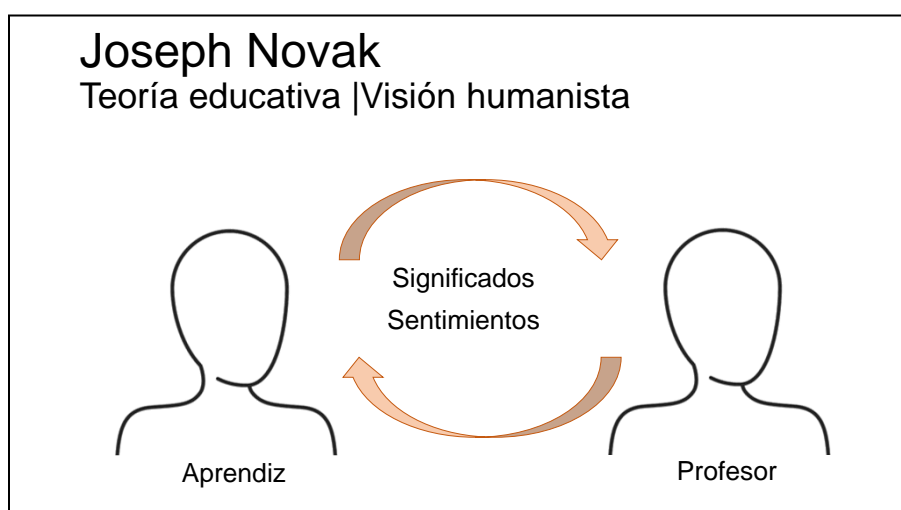 Joseph Novak
Teoría educativa |Visión humanista
Significados
Sentimientos
Aprendiz
Profesor